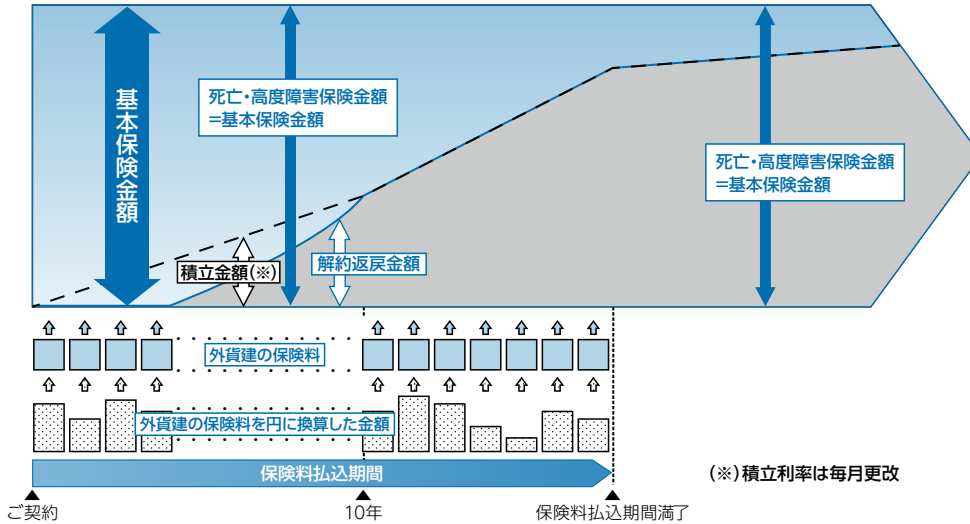 基本保険金額
死亡・高度障害保険金額
=基本保険金額
死亡・高度障害保険金額
=基本保険金額
積立金額(※)
解約返戻金額
外貨建の保険料
外貨建の保険料を円に換算した金額
保険料払込期間
(※)積立利率は毎月更改
ご契約
10年
保険料払込期間満了